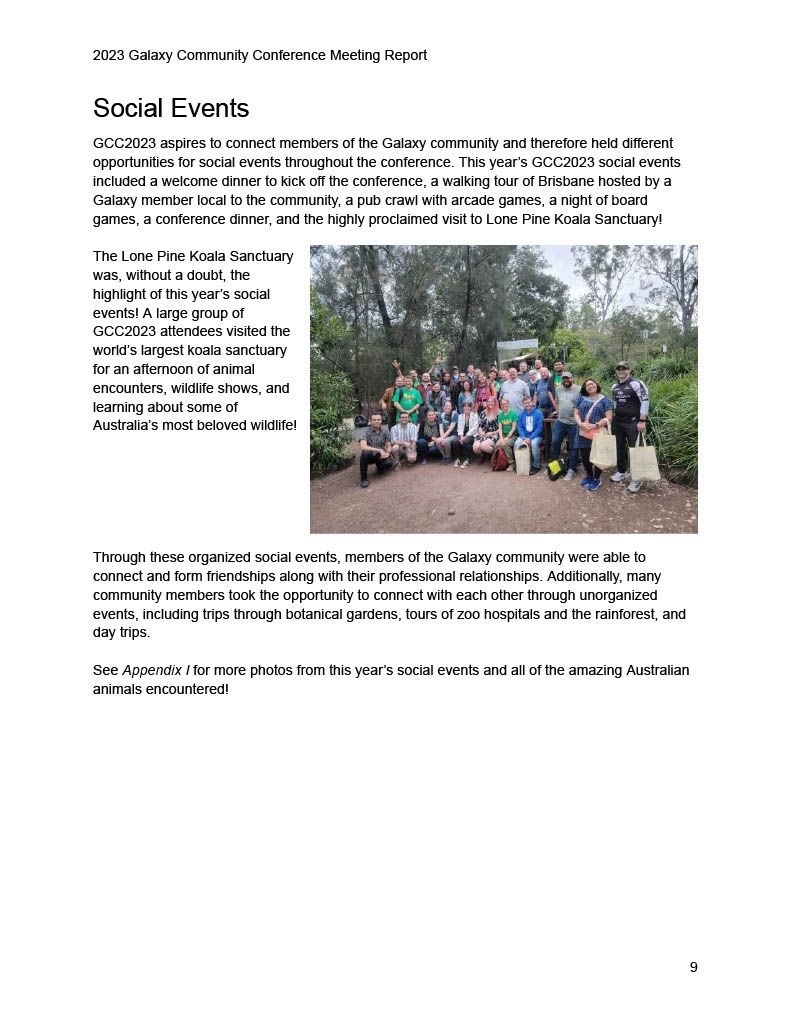 2023 Galaxy Community Conference Meeting Report
Social Events
GCC2023 aspires to connect members of the Galaxy community and therefore held different
opportunities for social events throughout the conference. This year’s GCC2023 social events
included a welcome dinner to kick off the conference, a walking tour of Brisbane hosted by a
Galaxy member local to the community, a pub crawl with arcade games, a night of board
games, a conference dinner, and the highly proclaimed visit to Lone Pine Koala Sanctuary!
The Lone Pine Koala Sanctuary
was, without a doubt, the
highlight of this year’s social
events! A large group of
GCC2023 attendees visited the
world’s largest koala sanctuary
for an afternoon of animal
encounters, wildlife shows, and
learning about some of
Australia’s most beloved wildlife!
Through these organized social events, members of the Galaxy community were able to
connect and form friendships along with their professional relationships. Additionally, many
community members took the opportunity to connect with each other through unorganized
events, including trips through botanical gardens, tours of zoo hospitals and the rainforest, and
day trips.
See Appendix I for more photos from this year’s social events and all of the amazing Australian
animals encountered!
9